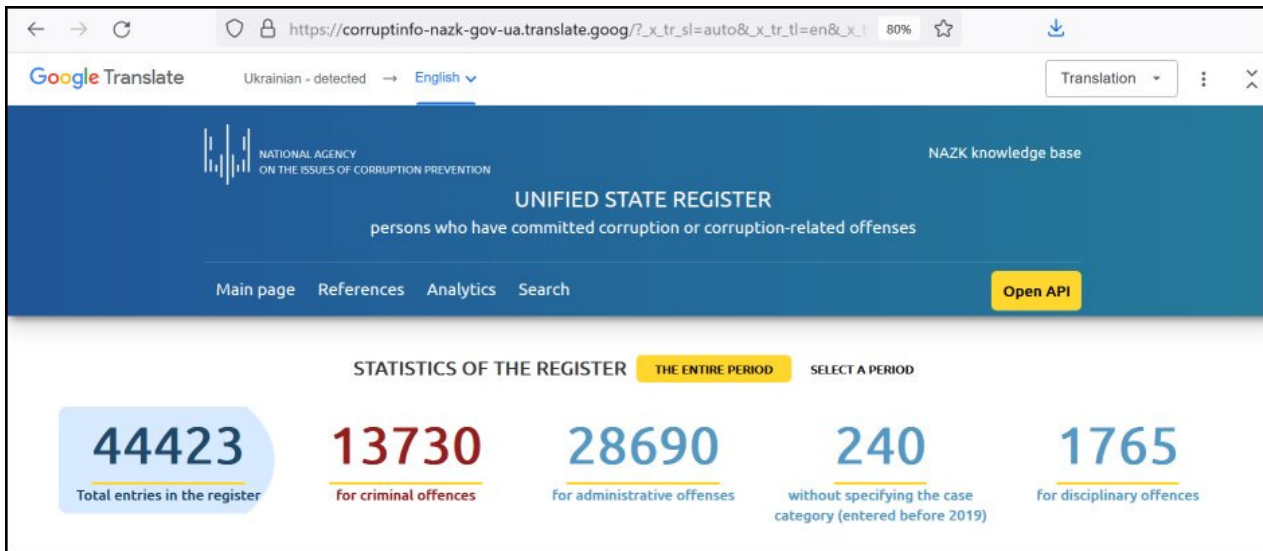 https://corruptinfo-nazk-gov-ua.translate.goog/?_x_tr_sl=auto&_x_tr_tl=en&_x_t 80%
Google Translate Ukrainian - detected → English Translation
NATIONAL AGENCY
ON THE ISSUES OF CORRUPTION PREVENTION
NAZK knowledge base
UNIFIED STATE REGISTER
persons who have committed corruption or corruption-related offenses
Main page References Analytics Search Open API
STATISTICS OF THE REGISTER THE ENTIRE PERIOD SELECT A PERIOD
44423 13730 28690 240 1765
Total entries in the register for criminal offences for administrative offenses without specifying the case for disciplinary offences
category (entered before 2019)